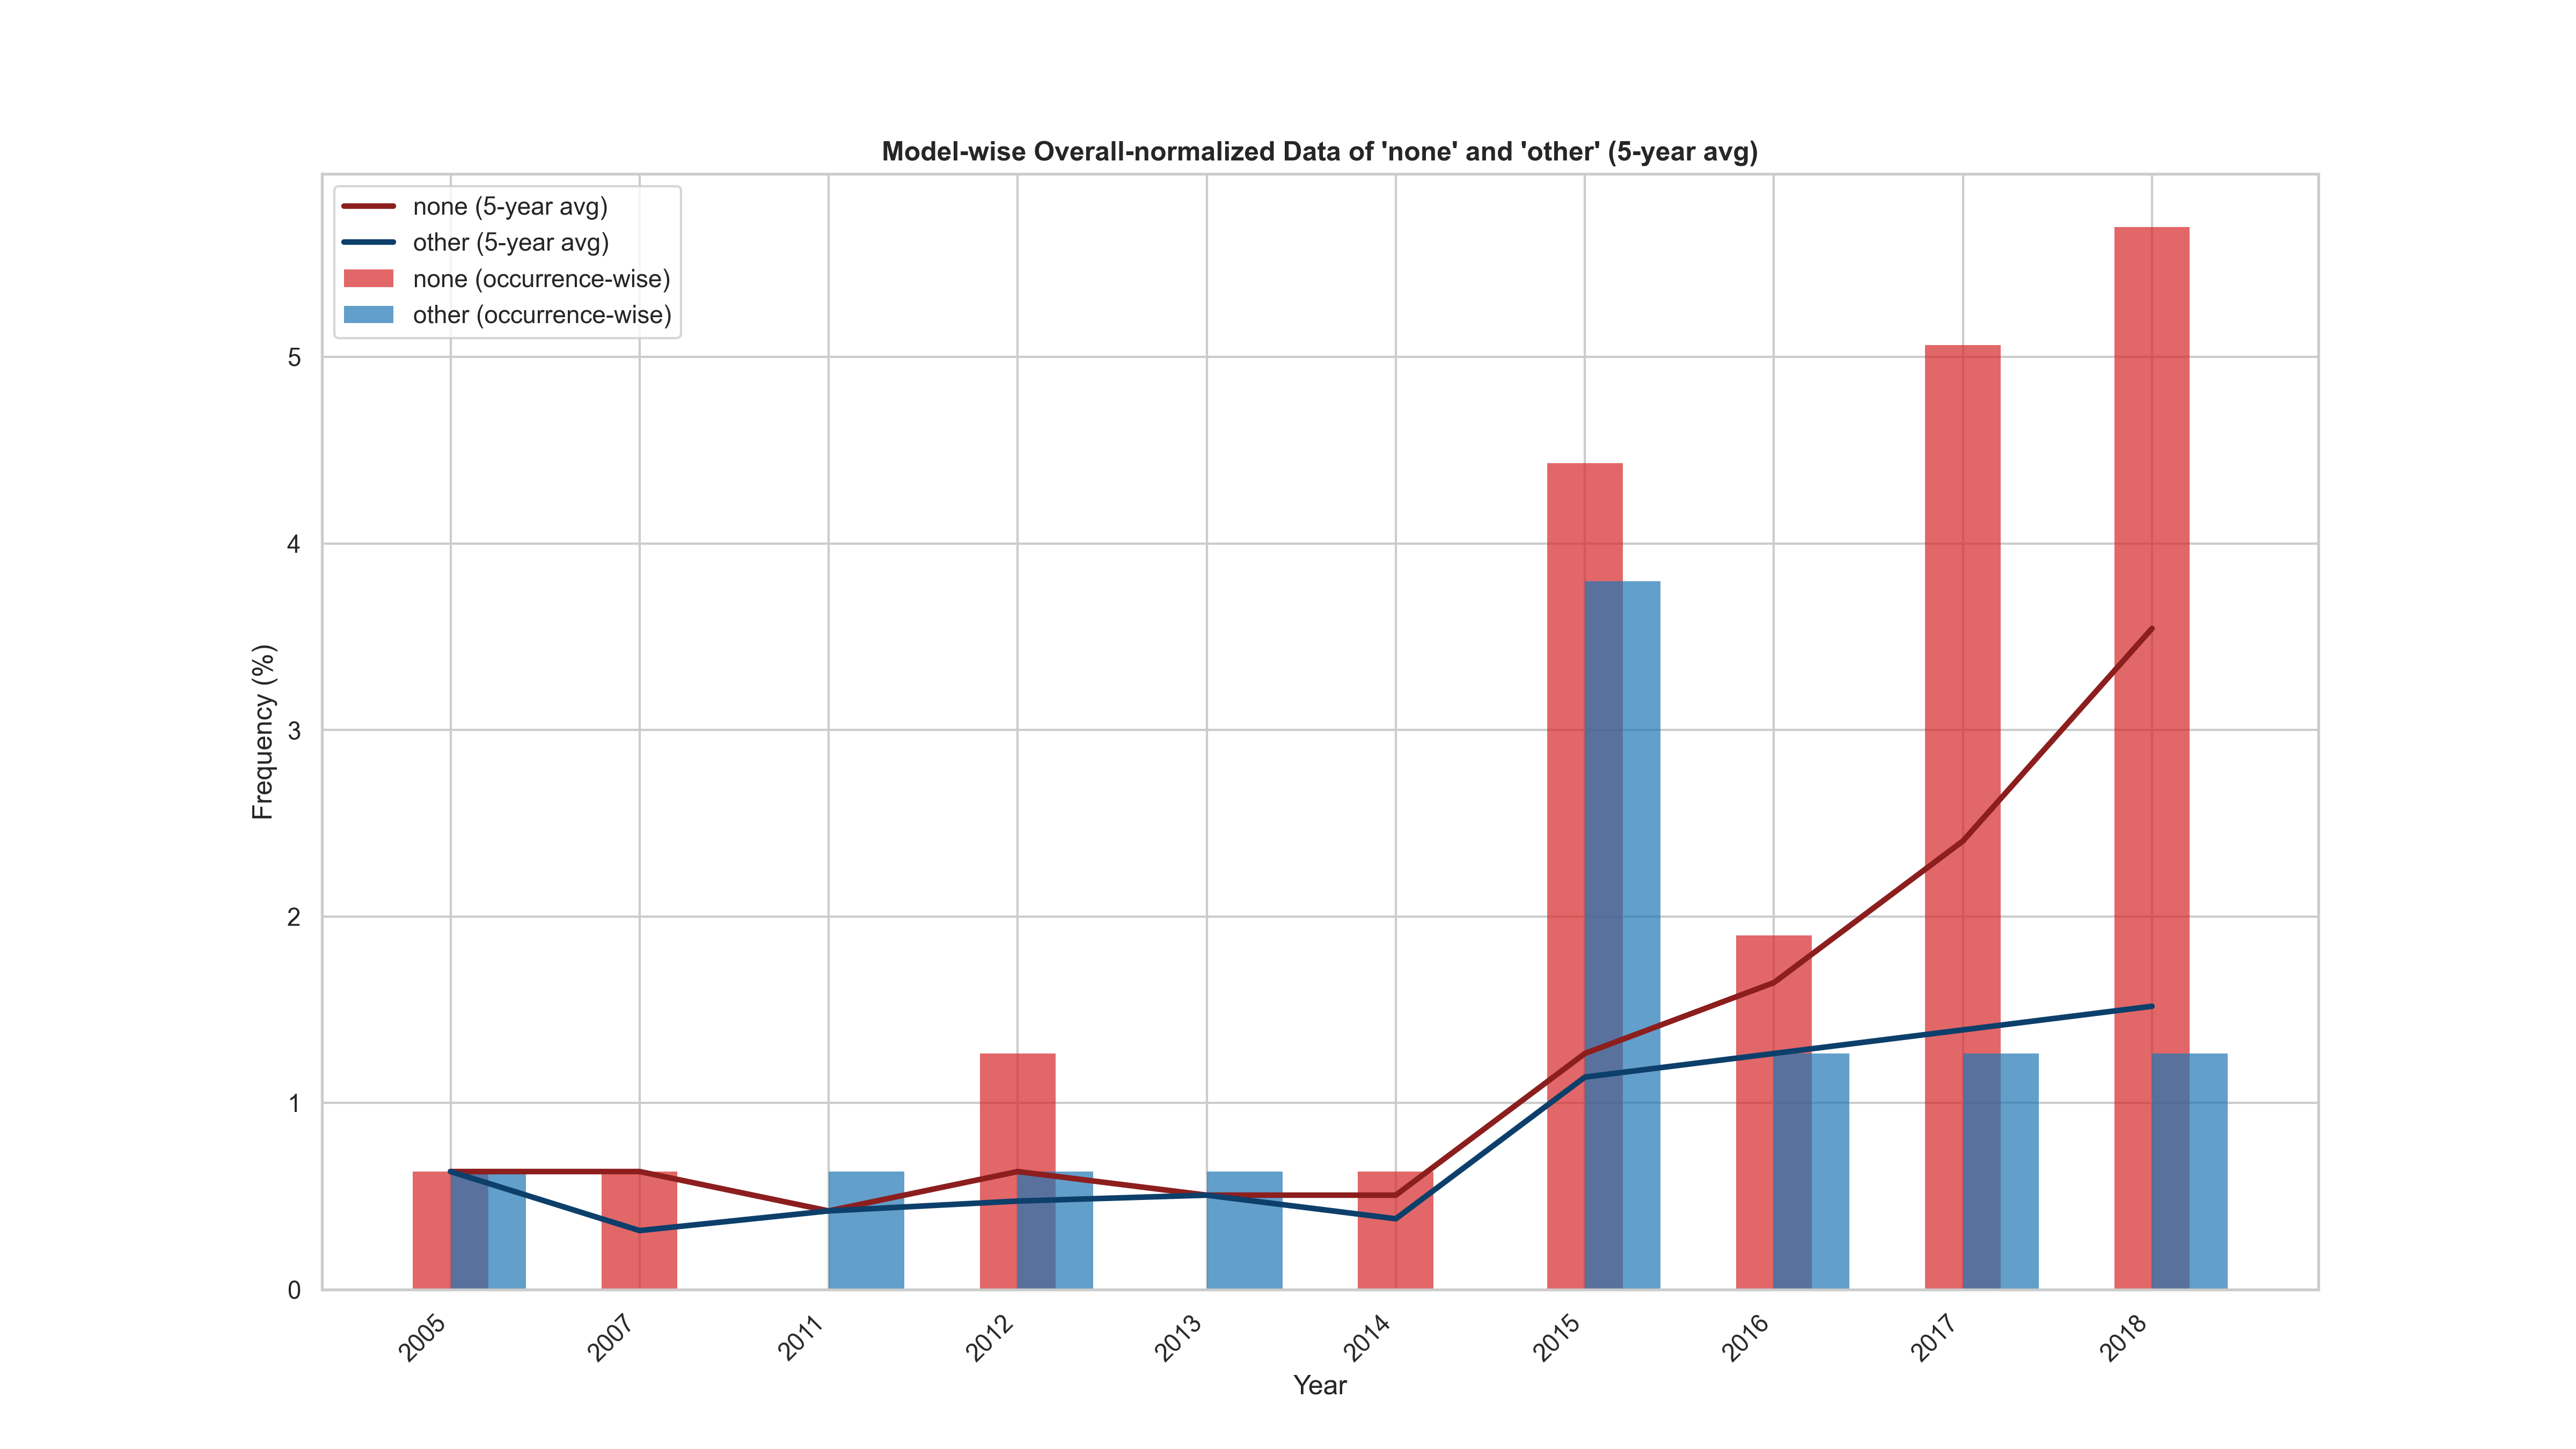 Model-wise Overall-normalized Data of 'none' and 'other' (5-year avg)
none (5-year avg)
other (5-year avg)
none (occurrence-wise)
other (occurrence-wise)
5
4
3
2
1
0
Frequency (%)
2005 2007 2011 2012 2013 2014 2015 2016 2017 2018
Year